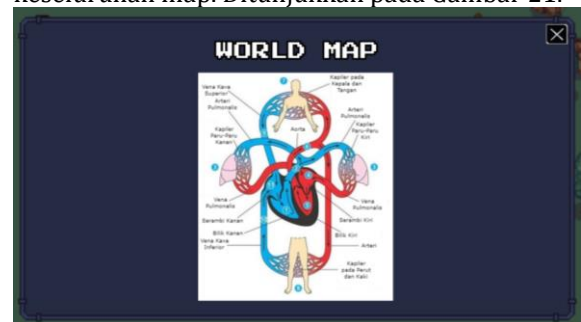 keseluruhan map. Ditunjukkan pada Gambar 21.
WORLD MAP
Kapiler pada
Kepala dan
Tangan
Vena Kava
Superior
Arteri
Pulmonalis
Kapiler
Paru-Paru
Kanan
Aorta
Arteri
Pulmonalis
Kapiler
Paru-Paru
Kiri
Vena
Pulmonalis
Serambi Kanan
Bilik Kanan
Vena Kava
Inferior
Vena
Pulmonalis
Serambi Kiri
Bilik Kiri
Arteri
Kapiler
pada Perut
dan Kaki